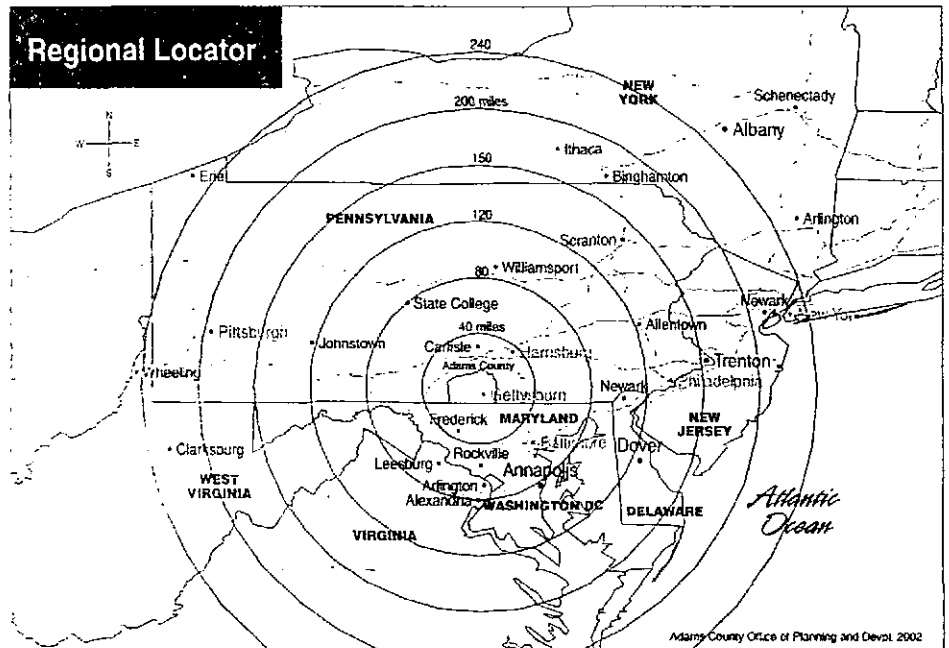 Regional Locator
240
NEW
YORK
Schenectady
200 miles
Albany
N
W E
S
Ithaca
150
Erie
Binghamton
PENNSYLVANIA
120
Arlington
Scranton
Williamsport
80
State College
Newark
40 miles
Allentown
Pittsburgh
Johnstown
Carlisle
Harrisburg
Trenton
Adams County
Wheeling
Philadelphia
Newark
Gettysburg
Frederick
MARYLAND
NEW
JERSEY
Baltimore
Dover
Clarksburg
Rockville
Leesburg
Annapolis
WEST
VIRGINIA
Arlington
Alexandria
WASHINGTON DC
DELAWARE
Atlantic
Ocean
VIRGINIA
Adams County Office of Planning and Devpt. 2002